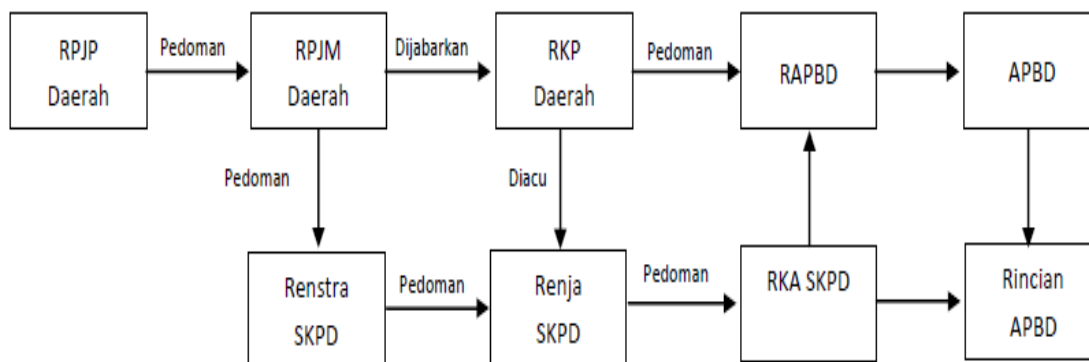 RPJP
Daerah
Pedoman
RPJM
Daerah
Dijabarkan
RKP
Daerah
Pedoman
RAPBD
APBD
Pedoman
Diacu
Renstra
SKPD
Pedoman
Renja
SKPD
Pedoman
RKA SKPD
Rincian
APBD